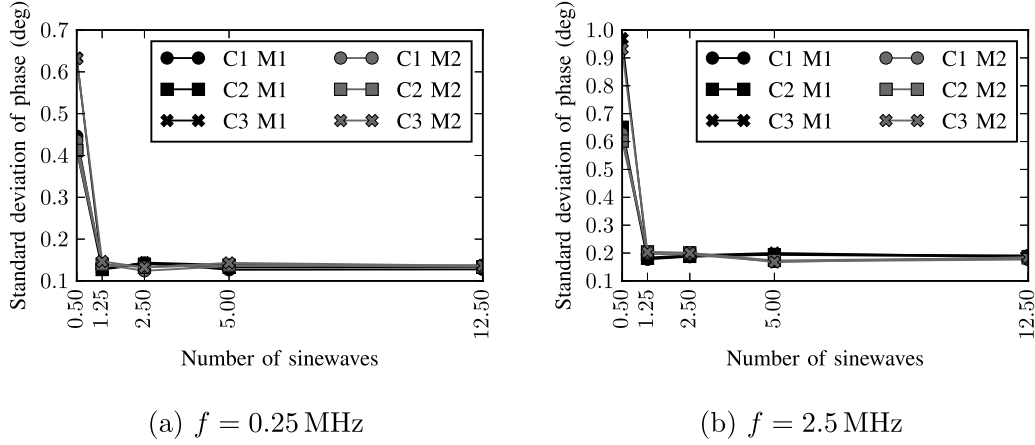 Standard deviation of phase (deg)
0.7
0.6
0.5
0.4
0.3
0.2
0.1
C1 M1
C2 M1
C3 M1
C1 M2
C2 M2
C3 M2
0.50
1.25
2.50
5.00
12.50
Number of sinewaves
(a) f = 0.25 MHz
Standard deviation of phase (deg)
1.0
0.9
0.8
0.7
0.6
0.5
0.4
0.3
0.2
0.1
C1 M1
C2 M1
C3 M1
C1 M2
C2 M2
C3 M2
0.50
1.25
2.50
5.00
12.50
Number of sinewaves
(b) f = 2.5 MHz